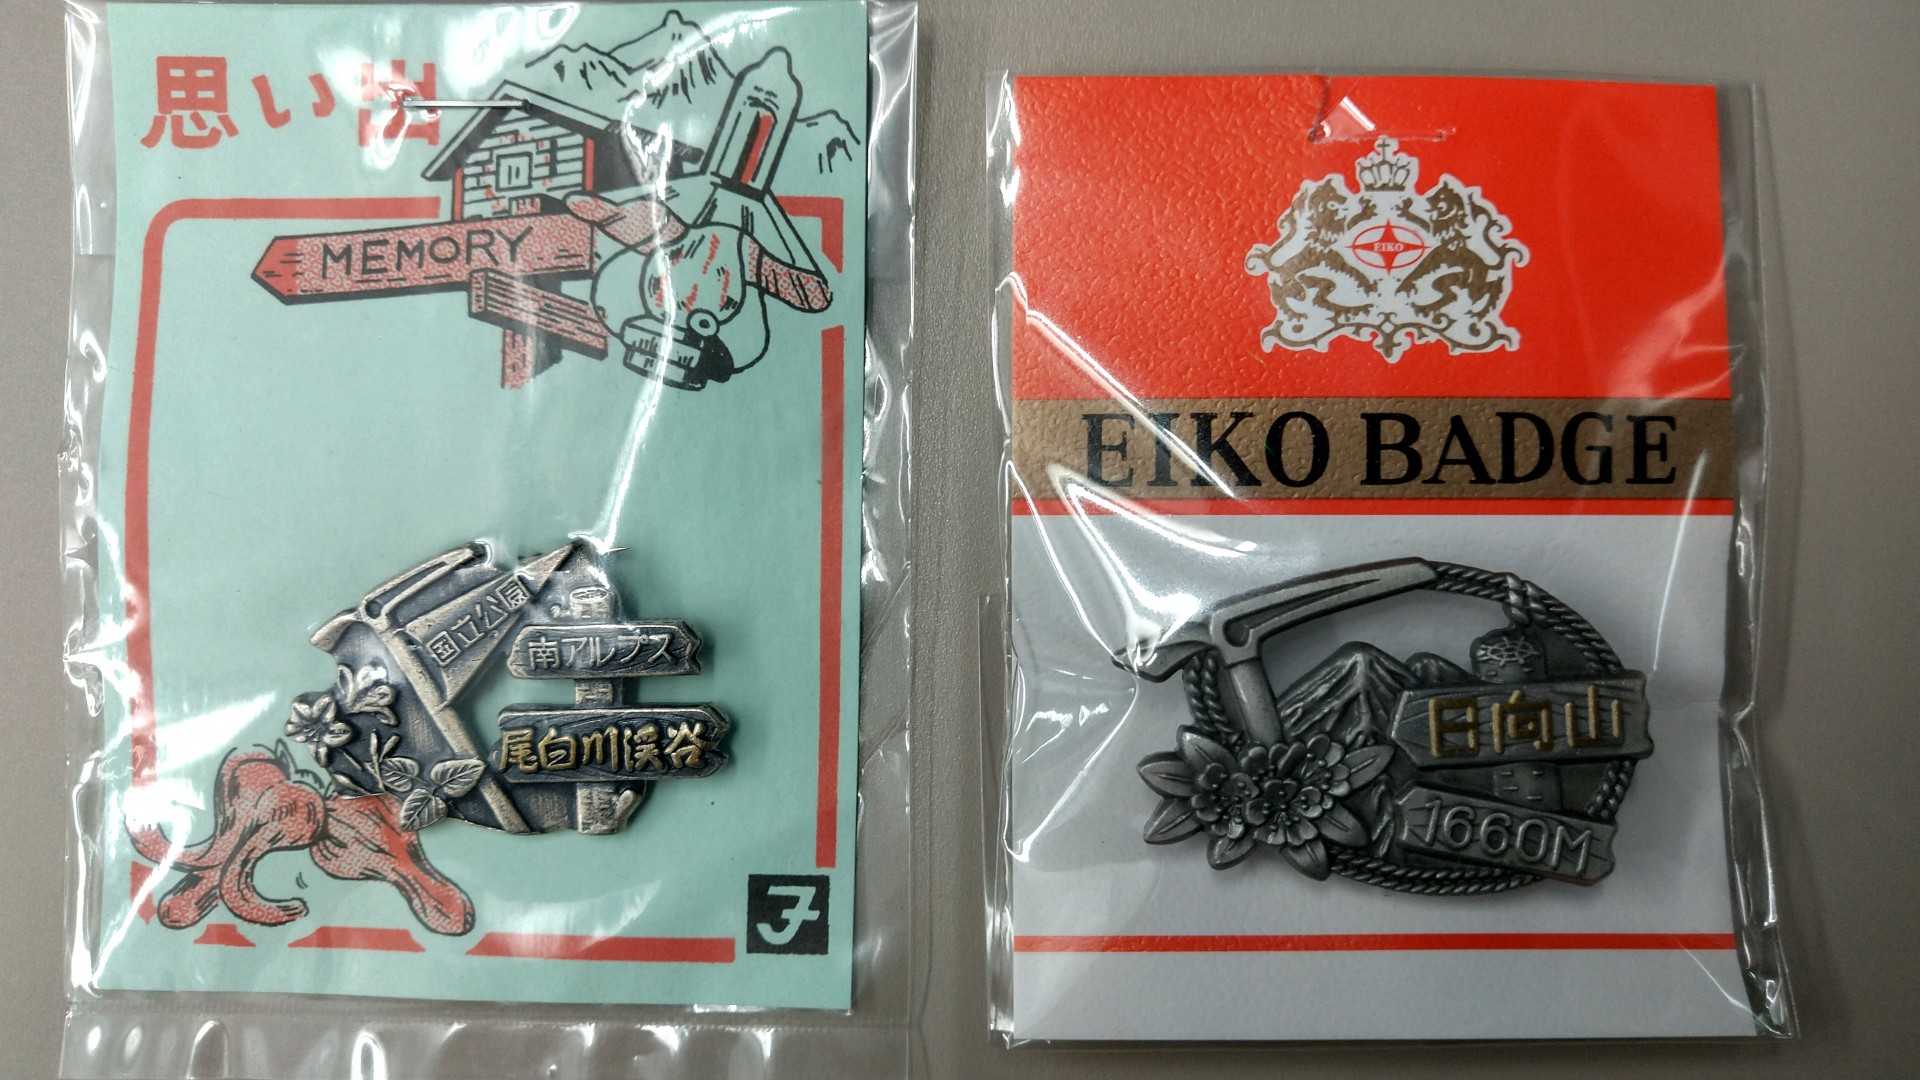 思い出
MEMORY
国立公園
南アルプス
尾白川渓谷
EIKO
EIKO BADGE
日向山
1660M